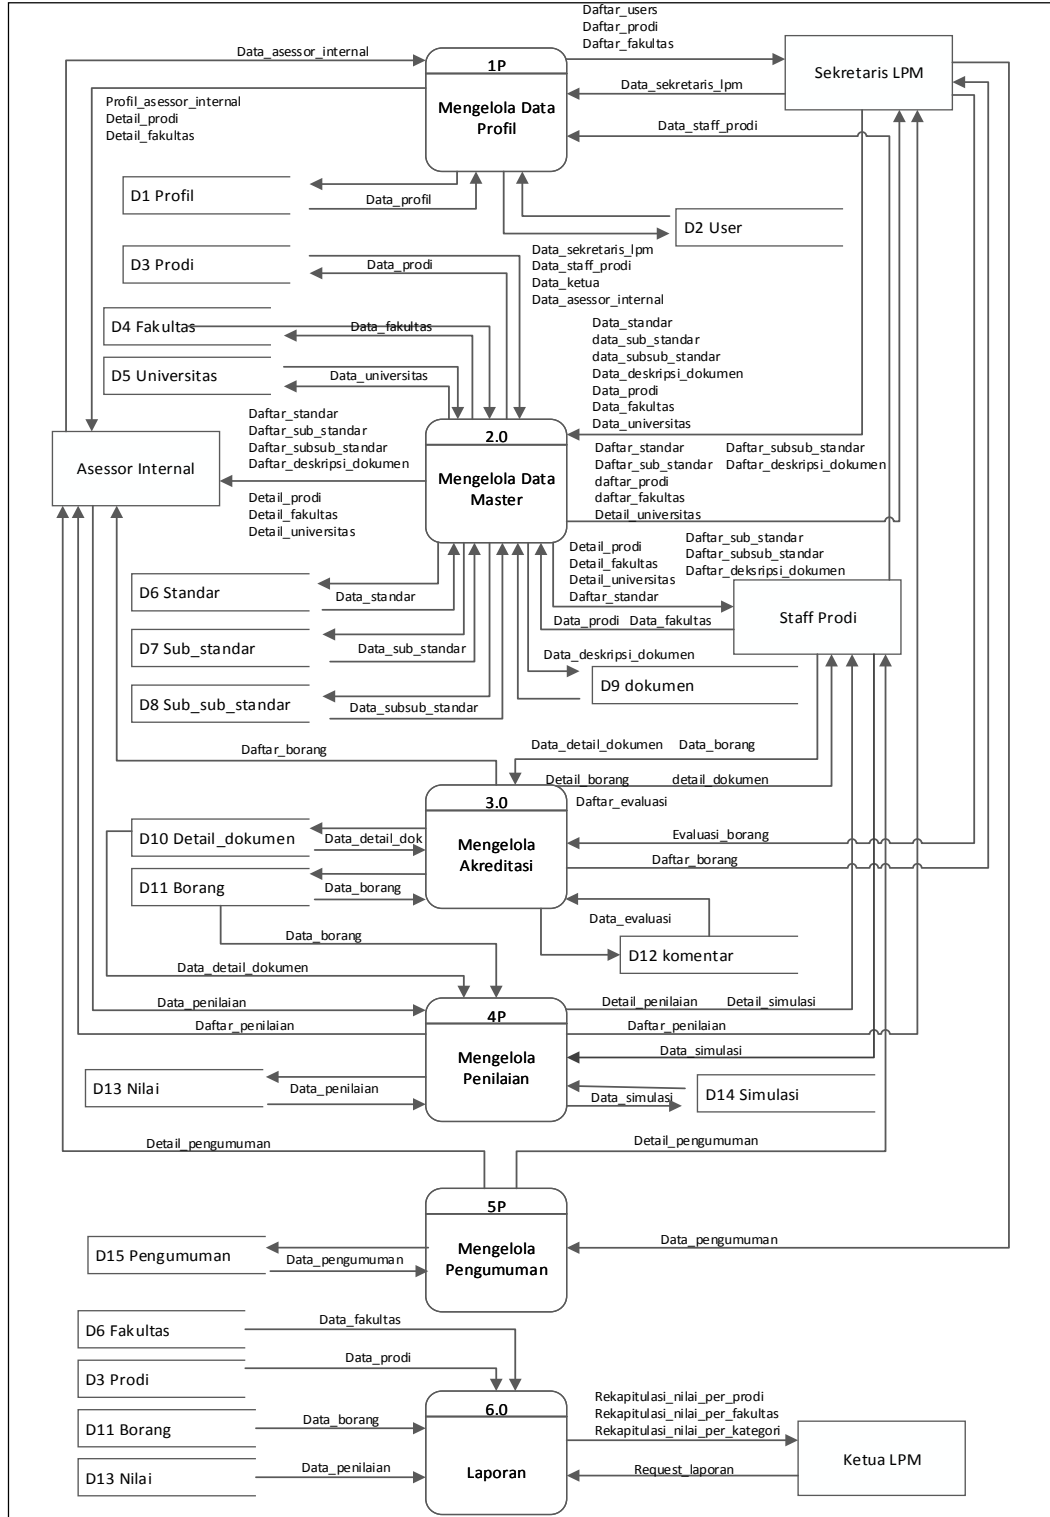 Daftar_users
Daftar_prodi
Daftar_fakultas
Data_asessor_internal
1P
Mengelola Data
Profil
Sekretaris LPM
Data_sekretaris_lpm
Profil_asessor_internal
Detail_prodi
Detail_fakultas
Data_staff_prodi
D1 Profil
Data_profil
D2 User
D3 Prodi
Data_prodi
Data_sekretaris_lpm
Data_staff_prodi
Data_ketua
Data_asessor_internal
D4 Fakultas
Data_fakultas
D5 Universitas
Data_universitas
Data_standar
data_sub_standar
data_subsub_standar
Data_deskripsi_dokumen
Data_prodi
Data_fakultas
Data_universitas
Asessor Internal
Daftar_standar
Daftar_sub_standar
Daftar_subsub_standar
Daftar_deskripsi_dokumen
2.0
Mengelola Data
Master
Daftar_standar
Daftar_sub_standar
daftar_prodi
daftar_fakultas
Detail_universitas
Daftar_subsub_standar
Daftar_deskripsi_dokumen
Detail_prodi
Detail_fakultas
Detail_universitas
Detail_prodi
Detail_fakultas
Detail_universitas
Daftar_standar
Daftar_sub_standar
Daftar_subsub_standar
Daftar_deksripsi_dokumen
D6 Standar
Data_standar
Staff Prodi
Data_prodi Data_fakultas
D7 Sub_standar
Data_sub_standar
Data_deskripsi_dokumen
D9 dokumen
D8 Sub_sub_standar
Data_subsub_standar
Daftar_borang
Data_detail_dokumen Data_borang
Detail_borang detail_dokumen
Daftar_evaluasi
3.0
Mengelola
Akreditasi
D10 Detail_dokumen
Data_detail_dok
Evaluasi_borang
Daftar_borang
D11 Borang
Data_borang
Data_evaluasi
D12 komentar
Data_borang
Data_detail_dokumen
Data_penilaian
Daftar_penilaian
4P
Mengelola
Penilaian
Detail_penilaian Detail_simulasi
Daftar_penilaian
Data_simulasi
D13 Nilai
Data_penilaian
Data_simulasi
D14 Simulasi
Detail_pengumuman
Detail_pengumuman
5P
Mengelola
Pengumuman
D15 Pengumuman
Data_pengumuman
Data_pengumuman
D6 Fakultas
Data_fakultas
D3 Prodi
Data_prodi
D11 Borang
Data_borang
6.0
Laporan
Rekapitulasi_nilai_per_prodi
Rekapitulasi_nilai_per_fakultas
Rekapitulasi_nilai_per_kategori
Ketua LPM
D13 Nilai
Data_penilaian
Request_laporan